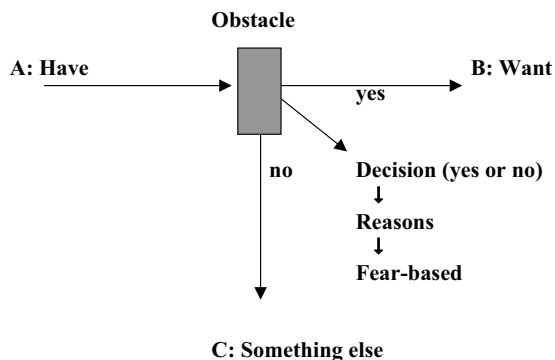 Obstacle
A: Have
B: Want
yes
no
Decision (yes or no)
Reasons
Fear-based
C: Something else